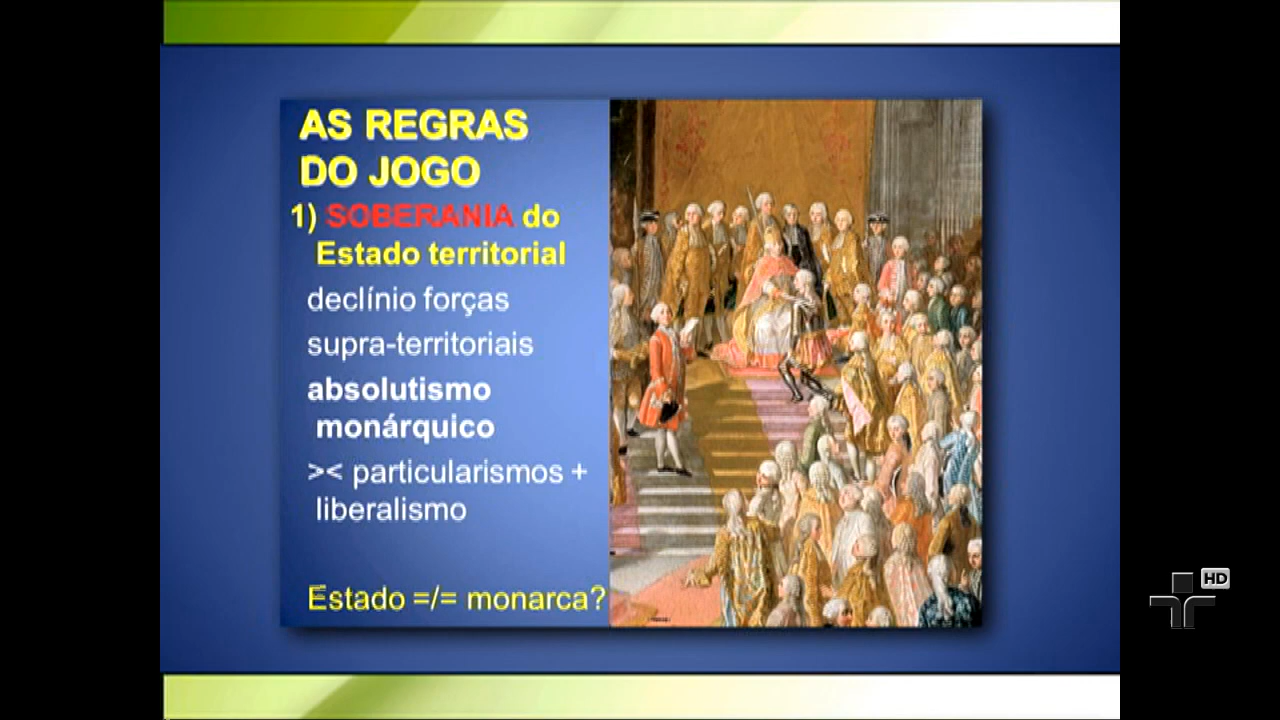 AS REGRAS
DO JOGO
1) SOBERANIA do
Estado territorial
declínio forças
supra-territoriais
absolutismo
monárquico
>< particularismos +
liberalismo
Estado =/= monarca?
HD